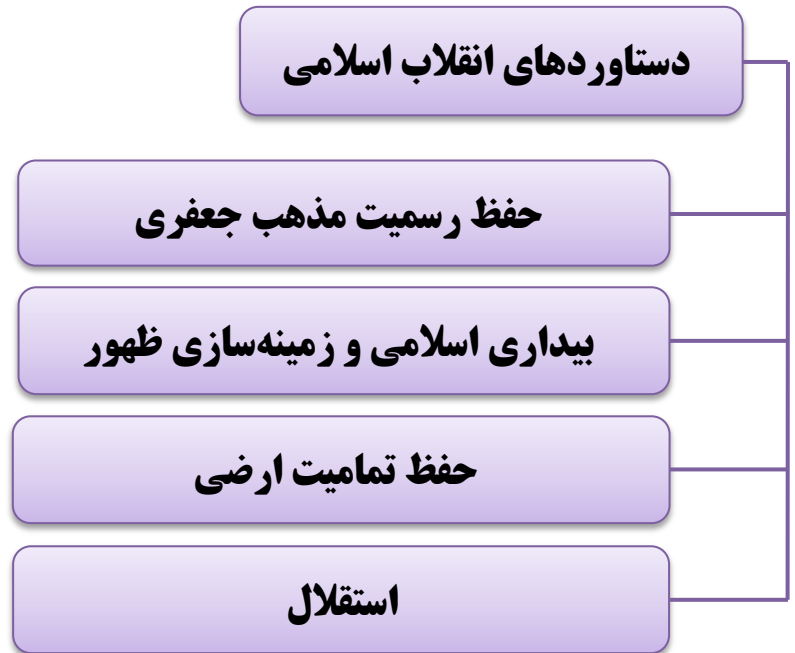 دستاوردهای انقلاب اسلامی
حفظ رسمیت مذهب جعفری
بیداری اسلامی و زمینه‌سازی ظهور
حفظ تمامیت ارضی
استقلال